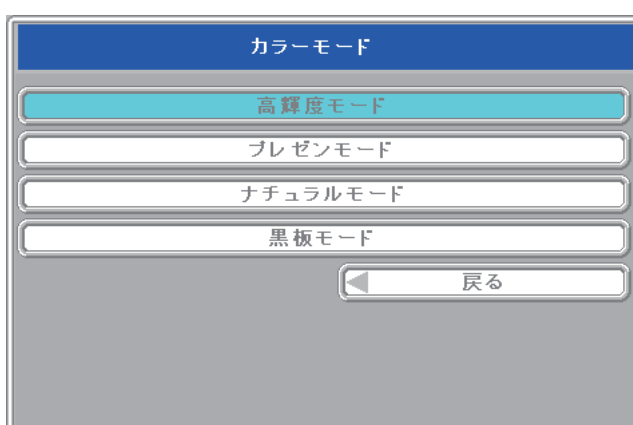 カラーモード
高輝度モード
プレゼンモード
ナチュラルモード
黒板モード
戻る